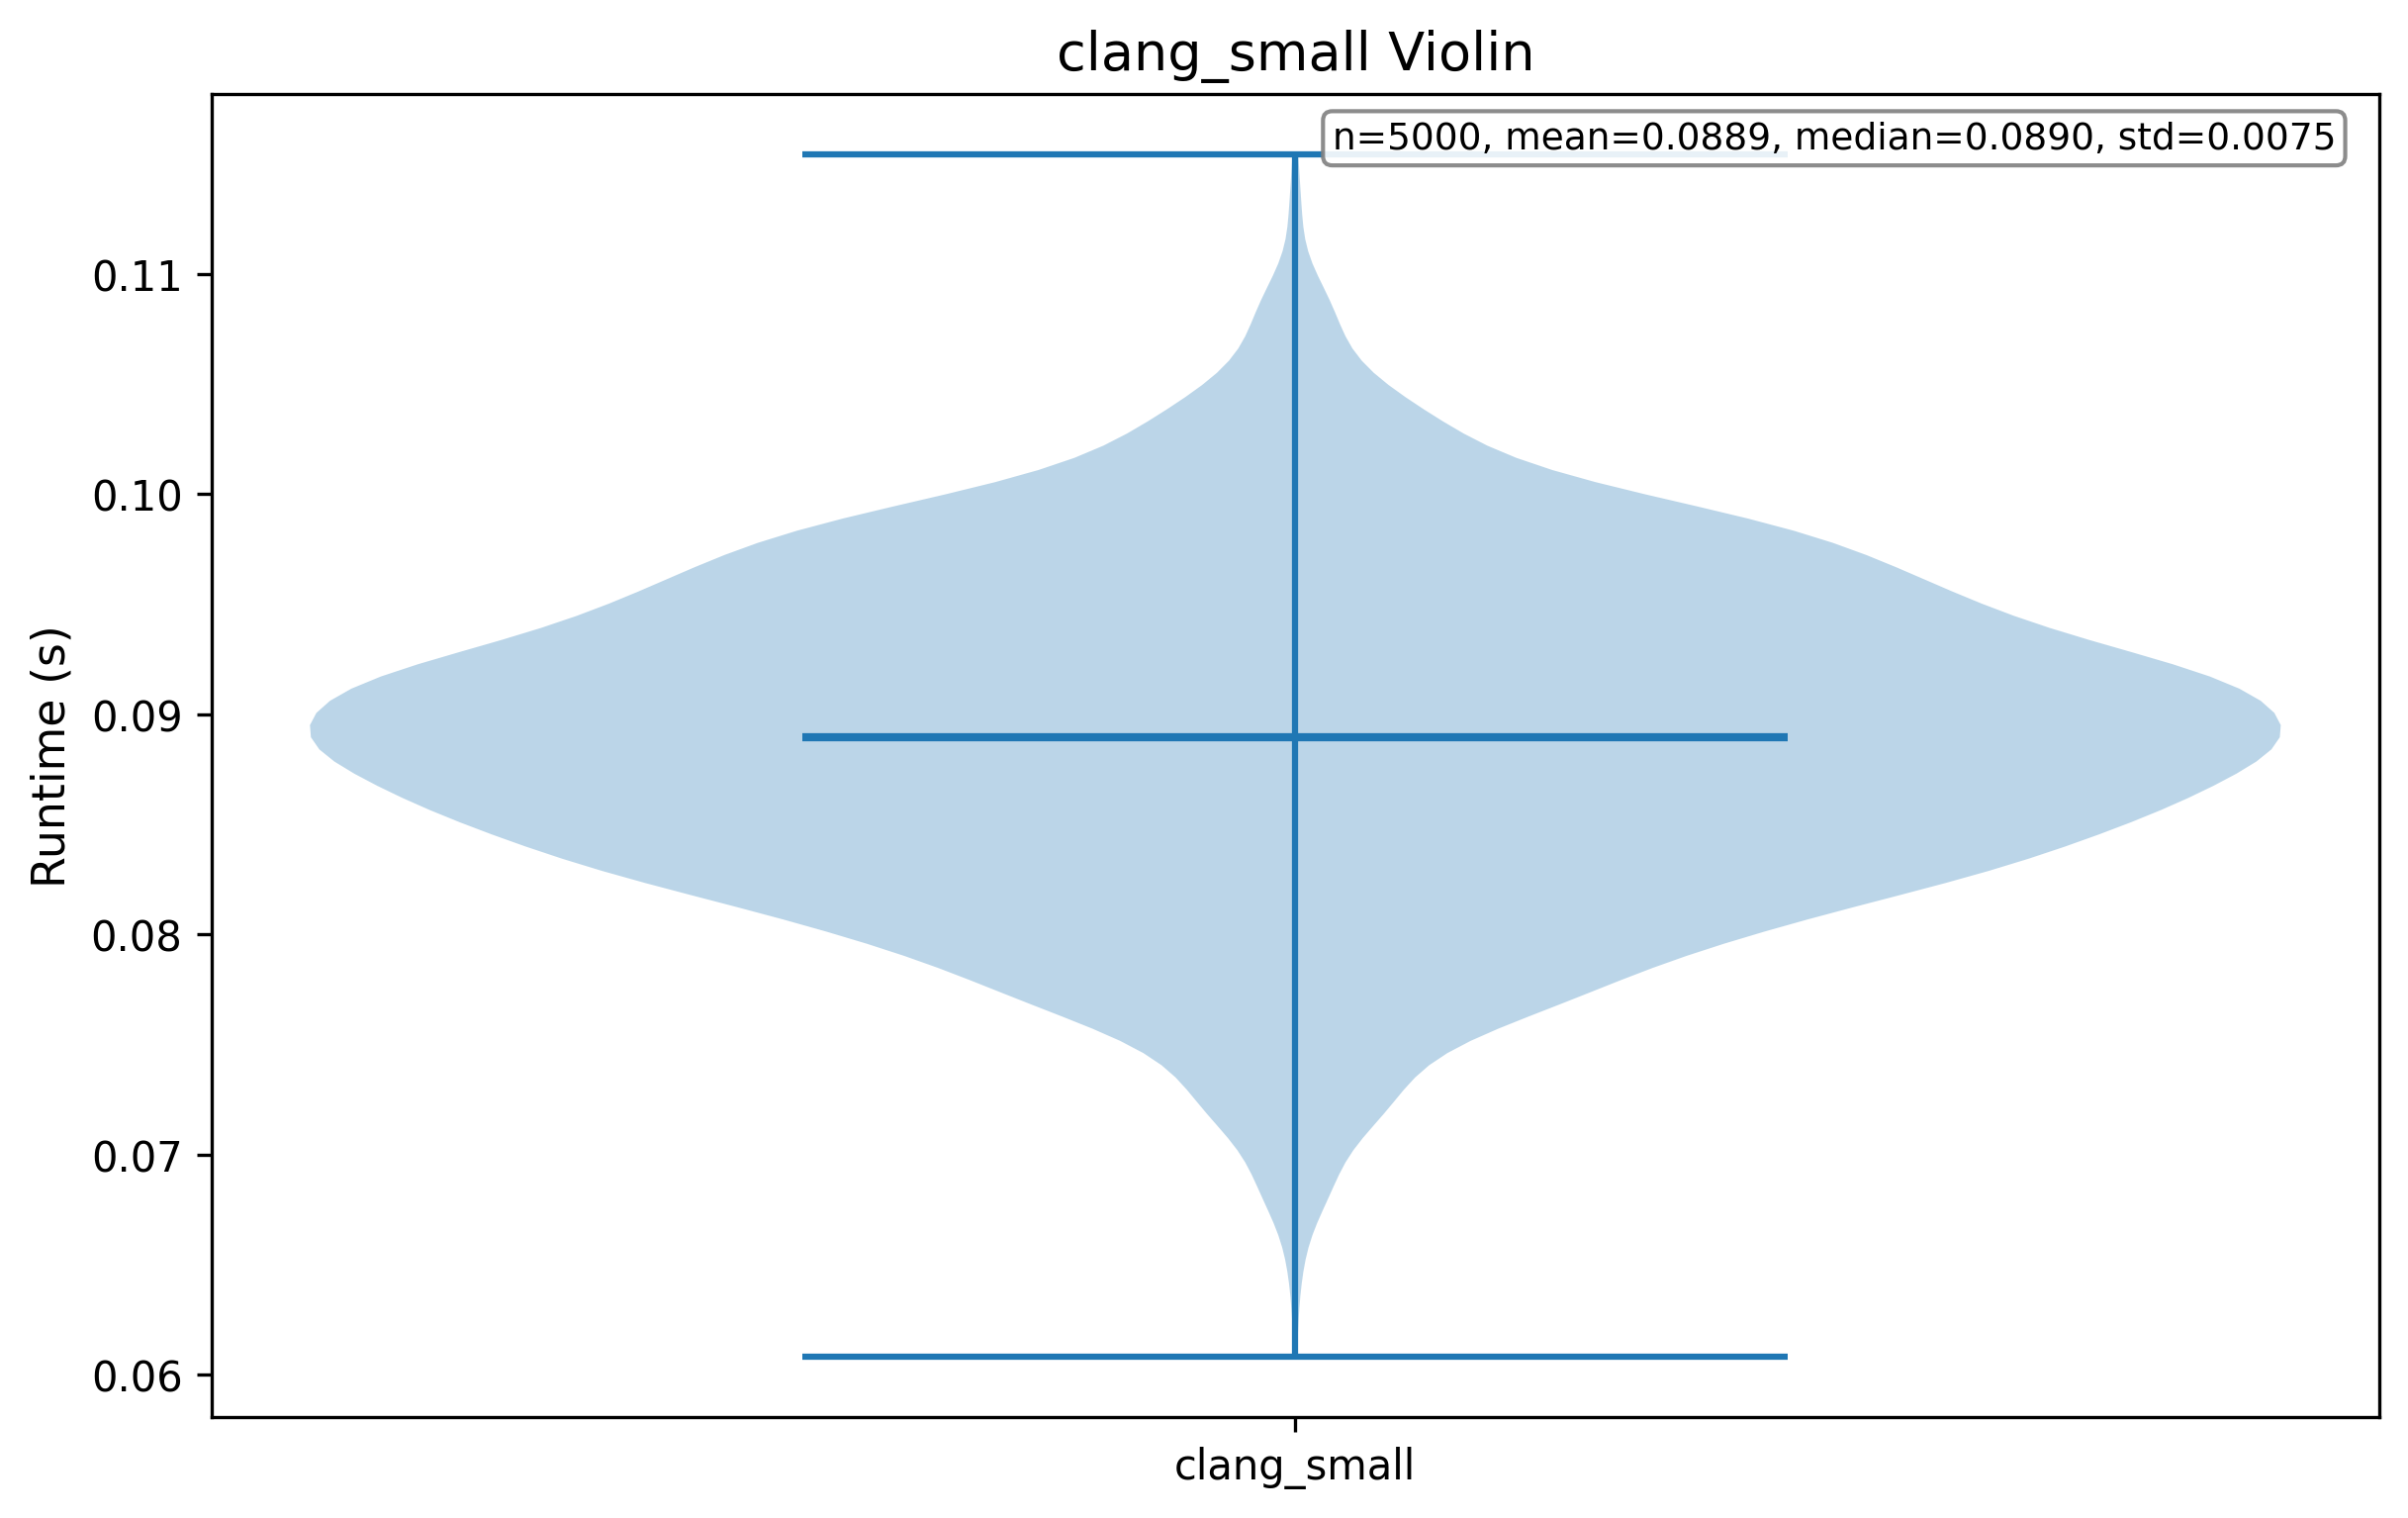 clang_small Violin
n=5000, mean=0.0889, median=0.0890, std=0.0075
Runtime (s)
0.11
0.10
0.09
0.08
0.07
0.06
clang_small